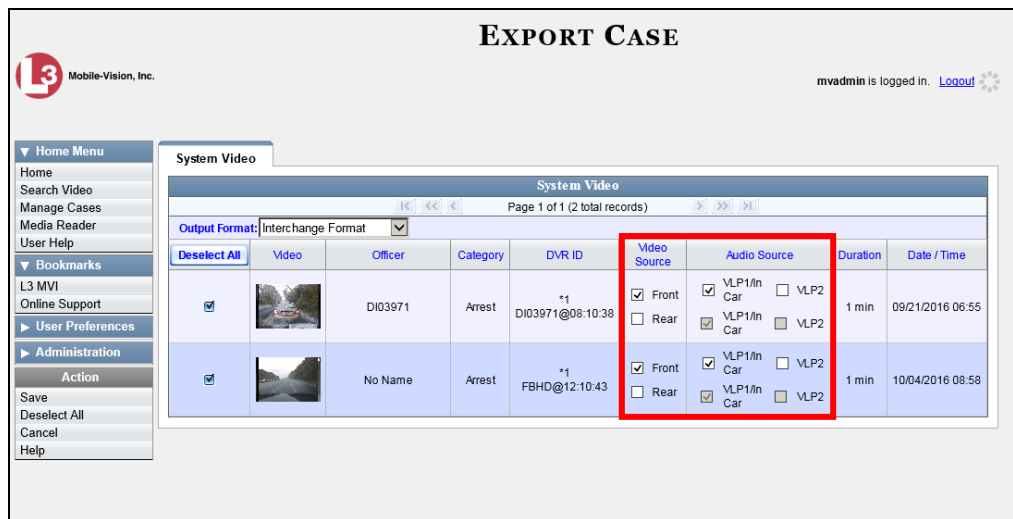 EXPORT CASE
L3 Mobile-Vision, Inc.
mvadmin is logged in. Logout
▼ Home Menu
Home
Search Video
Manage Cases
Media Reader
User Help
▼ Bookmarks
L3 MVI
Online Support
▶ User Preferences
▶ Administration
Action
Save
Deselect All
Cancel
Help
System Video
System Video
Page 1 of 1 (2 total records)
Output Format: Interchange Format
Deselect All Video Officer Category DVR ID Video Source Audio Source Duration Date / Time
DI03971 Arrest *1 DI03971@08:10:38 Front VLP1/In Car VLP2 1 min 09/21/2016 06:55
Rear VLP1/In Car VLP2
No Name Arrest *1 FBHD@12:10:43 Front VLP1/In Car VLP2 1 min 10/04/2016 08:58
Rear VLP1/In Car VLP2